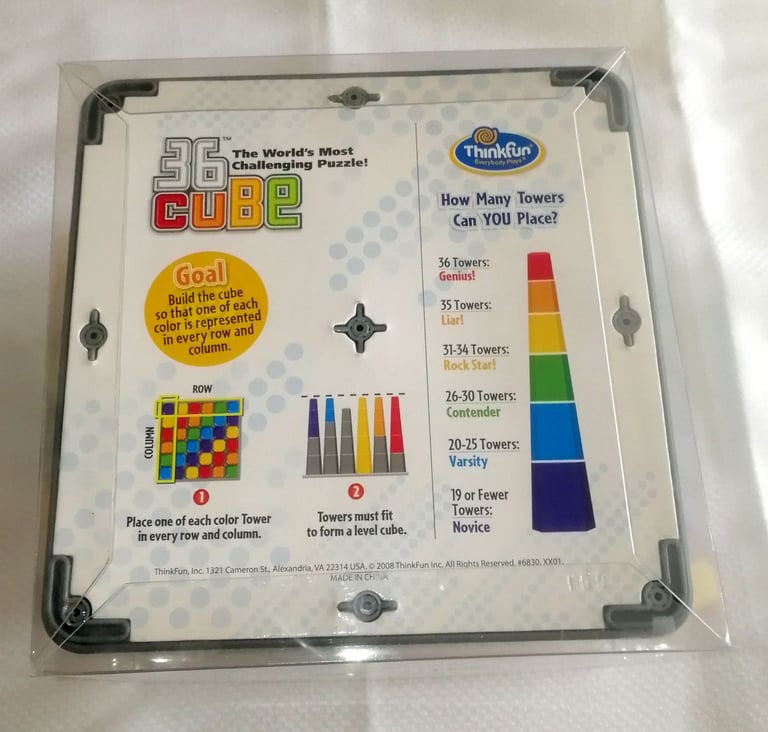 36™
CUBE
The World's Most
Challenging Puzzle!
Goal
Build the cube
so that one of each
color is represented
in every row and
column.
ROW
COLUMN
1
Place one of each color Tower
in every row and column.
2
Towers must fit
to form a level cube.
ThinkFun
Everybody Plays™
How Many Towers
Can YOU Place?
36 Towers:
Genius!
35 Towers:
Liar!
31-34 Towers:
Rock Star!
26-30 Towers:
Contender
20-25 Towers:
Varsity
19 or Fewer
Towers:
Novice
ThinkFun, Inc. 1321 Cameron St., Alexandria, VA 22314 USA. © 2008 ThinkFun Inc. All Rights Reserved. #6830. XX01.
MADE IN CHINA